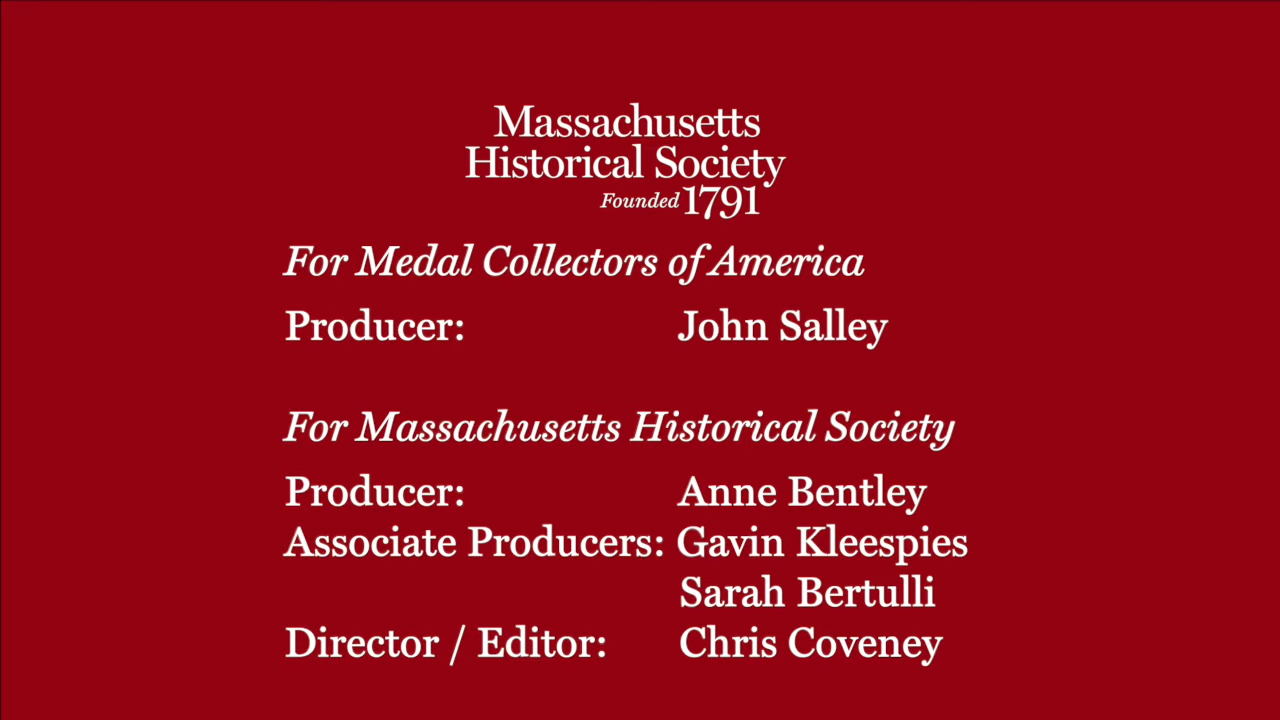 Massachusetts
Historical Society
Founded 1791
For Medal Collectors of America
Producer: John Salley
For Massachusetts Historical Society
Producer: Anne Bentley
Associate Producers: Gavin Kleespies
Sarah Bertulli
Director / Editor: Chris Coveney